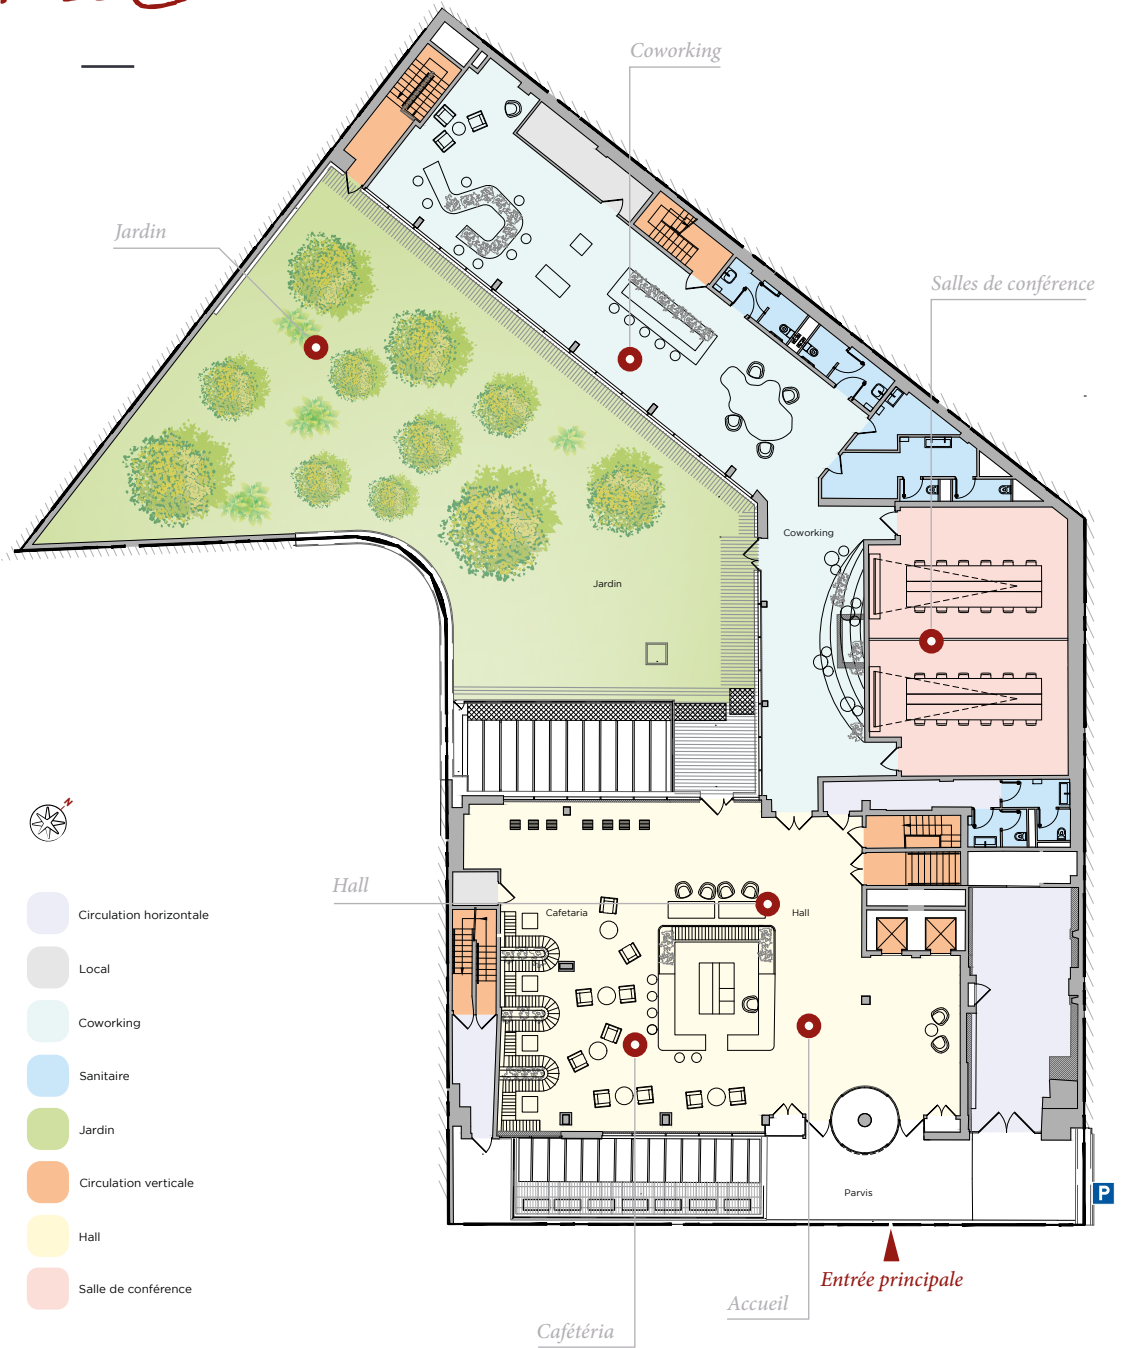 Coworking
Jardin
Salles de conférence
Coworking
Jardin
N
Hall
Cafetaria
Hall
Circulation horizontale
Local
Coworking
Sanitaire
Jardin
Circulation verticale
Hall
Salle de conférence
Parvis
P
Entrée principale
Accueil
Cafétéria